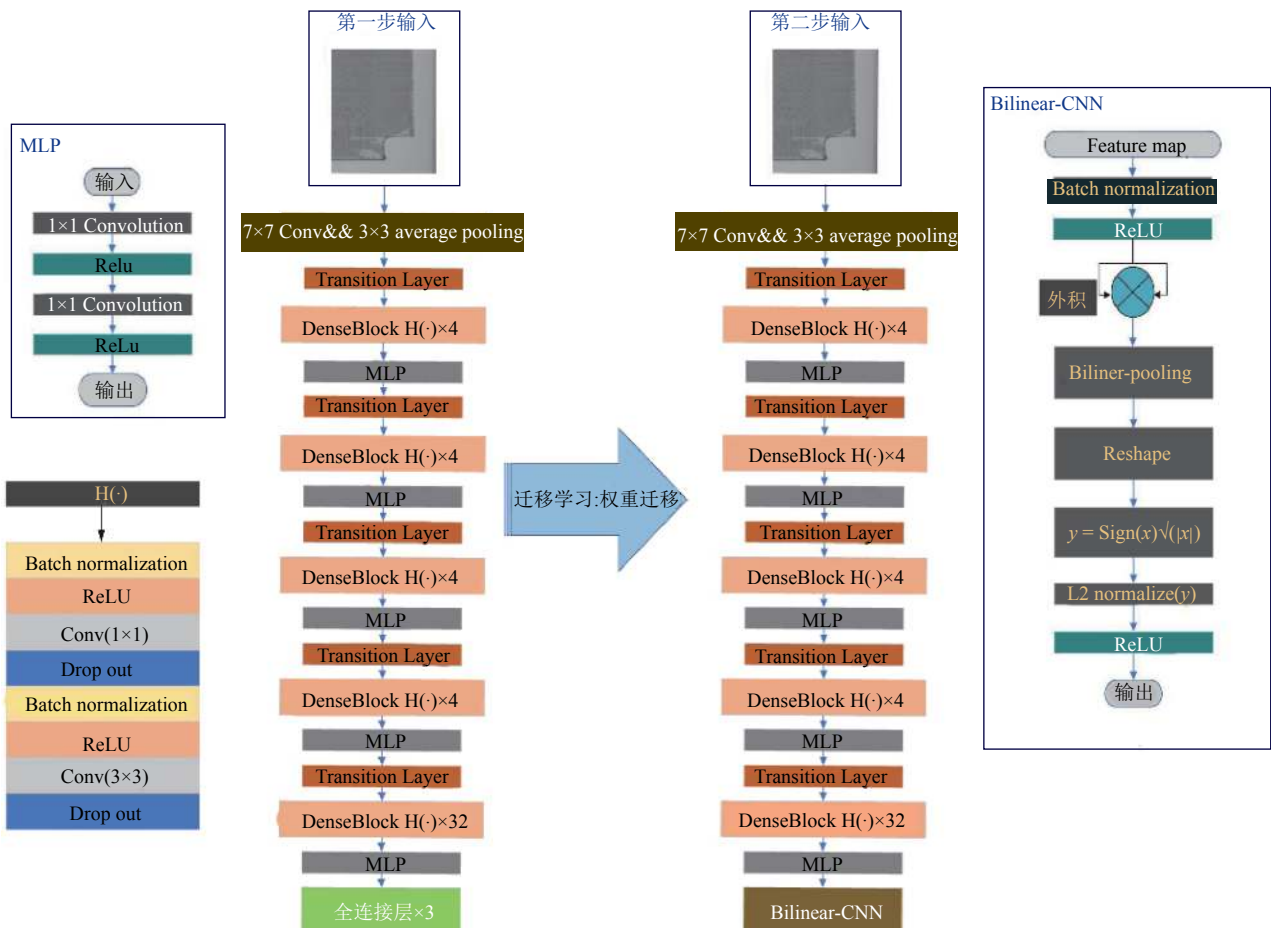 MLP
输入
1×1 Convolution
Relu
1×1 Convolution
ReLu
输出
H(·)
Batch normalization
ReLU
Conv(1×1)
Drop out
Batch normalization
ReLU
Conv(3×3)
Drop out
第一步输入
7×7 Conv&& 3×3 average pooling
Transition Layer
DenseBlock H(·)×4
MLP
Transition Layer
DenseBlock H(·)×4
MLP
Transition Layer
DenseBlock H(·)×4
MLP
Transition Layer
DenseBlock H(·)×4
MLP
Transition Layer
DenseBlock H(·)×32
MLP
全连接层×3
迁移学习:权重迁移
第二步输入
7×7 Conv&& 3×3 average pooling
Transition Layer
DenseBlock H(·)×4
MLP
Transition Layer
DenseBlock H(·)×4
MLP
Transition Layer
DenseBlock H(·)×4
MLP
Transition Layer
DenseBlock H(·)×4
MLP
Transition Layer
DenseBlock H(·)×32
MLP
Bilinear-CNN
Bilinear-CNN
Feature map
Batch normalization
ReLU
外积
Biliner-pooling
Reshape
y = Sign(x)√(|x|)
L2 normalize(y)
ReLU
输出